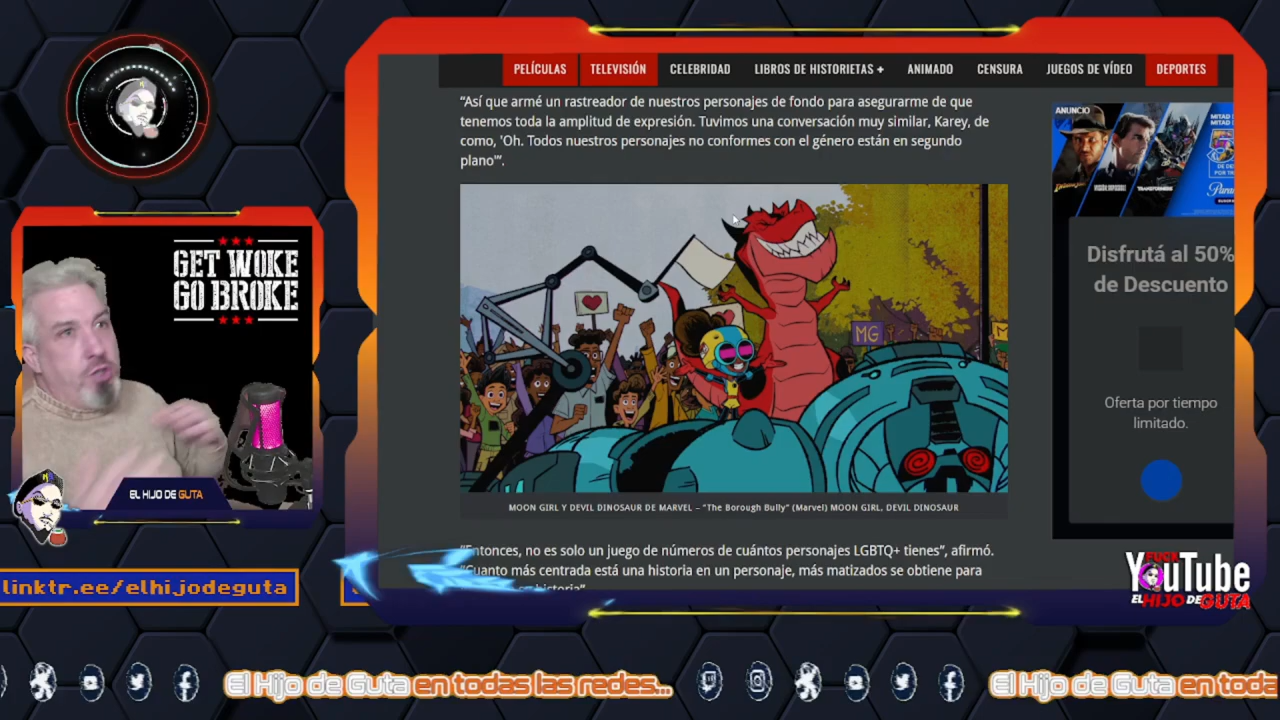 PELÍCULAS
TELEVISIÓN
CELEBRIDAD
LIBROS DE HISTORIETAS +
ANIMADO
CENSURA
JUEGOS DE VÍDEO
DEPORTES
“Así que armé un rastreador de nuestros personajes de fondo para asegurarme de que
tenemos toda la amplitud de expresión. Tuvimos una conversación muy similar, Karey, de
como, 'Oh. Todos nuestros personajes no conformes con el género están en segundo
plano'”.
ANUNCIO
Disfrutá al 50%
de Descuento
Oferta por tiempo
limitado.
MG
MOON GIRL Y DEVIL DINOSAUR DE MARVEL – “The Borough Bully” (Marvel) MOON GIRL, DEVIL DINOSAUR
“Entonces, no es solo un juego de números de cuántos personajes LGBTQ+ tienes”, afirmó.
“Cuanto más centrada está una historia en un personaje, más matizados se obtiene para
GET WOKE
GO BROKE
EL HIJO DE GUTA
linktr.ee/elhijodeguta
FUCK
YouTube
EL HIJO DE GUTA
El Hijo de Guta en todas las redes...
El Hijo de Guta en toda